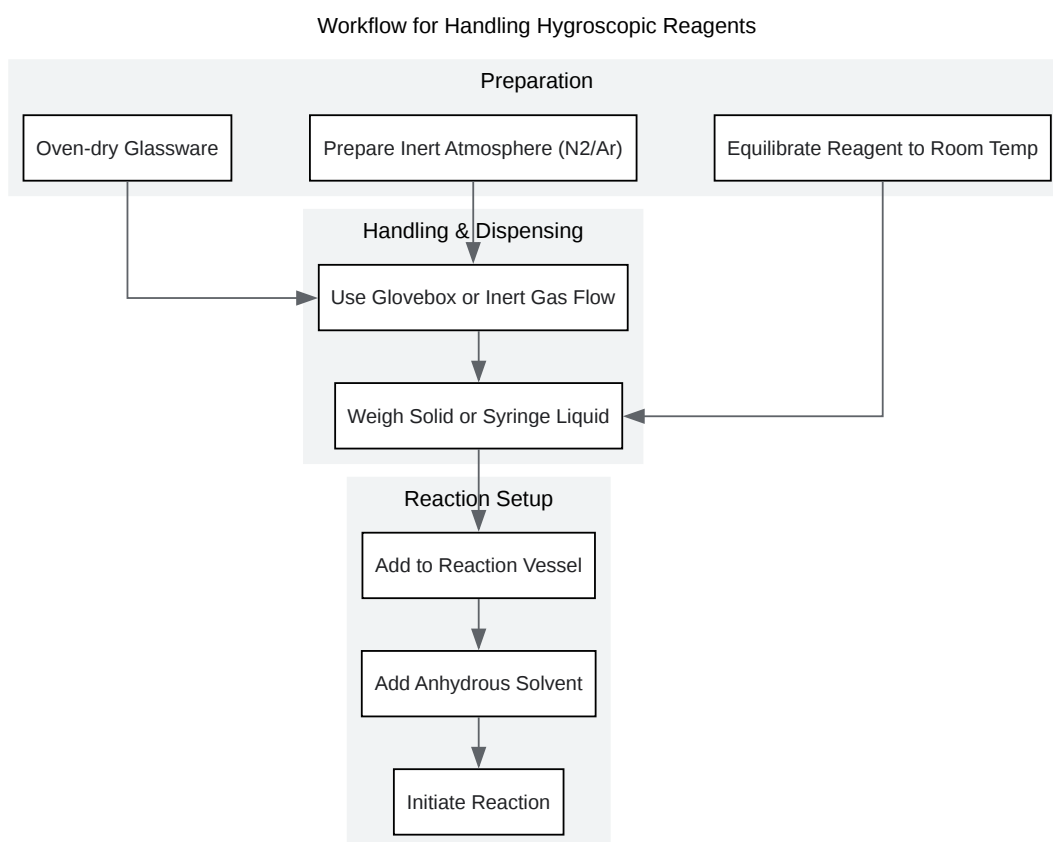 Workflow for Handling Hygroscopic Reagents
Preparation
Oven-dry Glassware
Prepare Inert Atmosphere (N2/Ar)
Equilibrate Reagent to Room Temp
Handling & Dispensing
Use Glovebox or Inert Gas Flow
Weigh Solid or Syringe Liquid
Reaction Setup
Add to Reaction Vessel
Add Anhydrous Solvent
Initiate Reaction